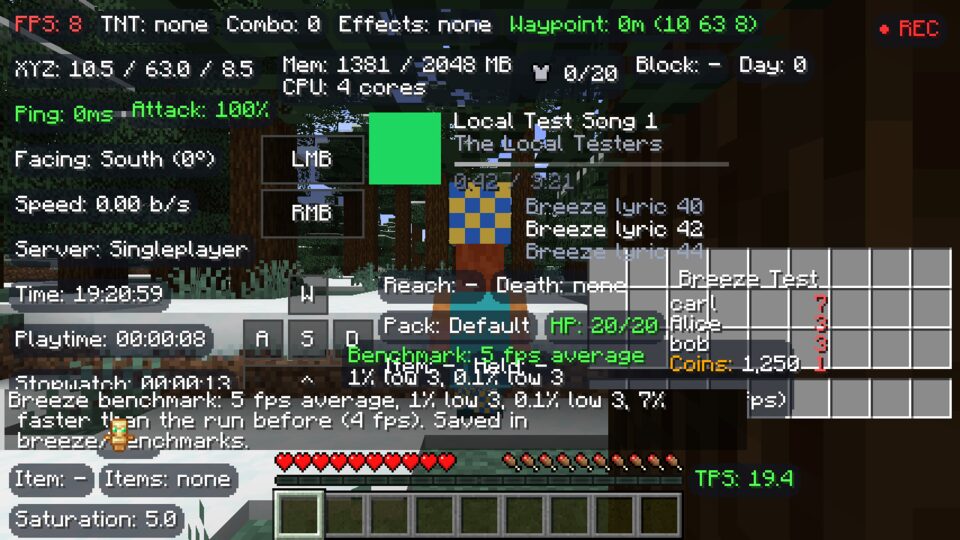 FPS: 8 TNT: none Combo: 0 Effects: none Waypoint: 0m (10 63 8)
REC
XYZ: 10.5 / 63.0 / 8.5
Mem: 1381 / 2048 MB
CPU: 4 cores
0/20
Block: - Day: 0
Ping: 0ms
Attack: 100%
Local Test Song 1
The Local Testers
0:42 / 3:21
Facing: South (0°)
LMB
Speed: 0.00 b/s
RMB
Breeze lyric 40
Breeze lyric 42
Breeze lyric 44
Server: Singleplayer
Time: 19:20:59
W
Reach: - Death: none
Breeze Test
carl 7
Alice 3
bob 3
Coins: 1,250 1
Playtime: 00:00:08
A S D
Pack: Default HP: 20/20
Benchmark: 5 fps average
1% low 3, 0.1% low 3
Item: - Held: -
Stopwatch: 00:00:13
^
Breeze benchmark: 5 fps average, 1% low 3, 0.1% low 3, 7%
faster than the run before (4 fps). Saved in
breeze/benchmarks.
fps)
Item: - Items: none
TPS: 19.4
Saturation: 5.0